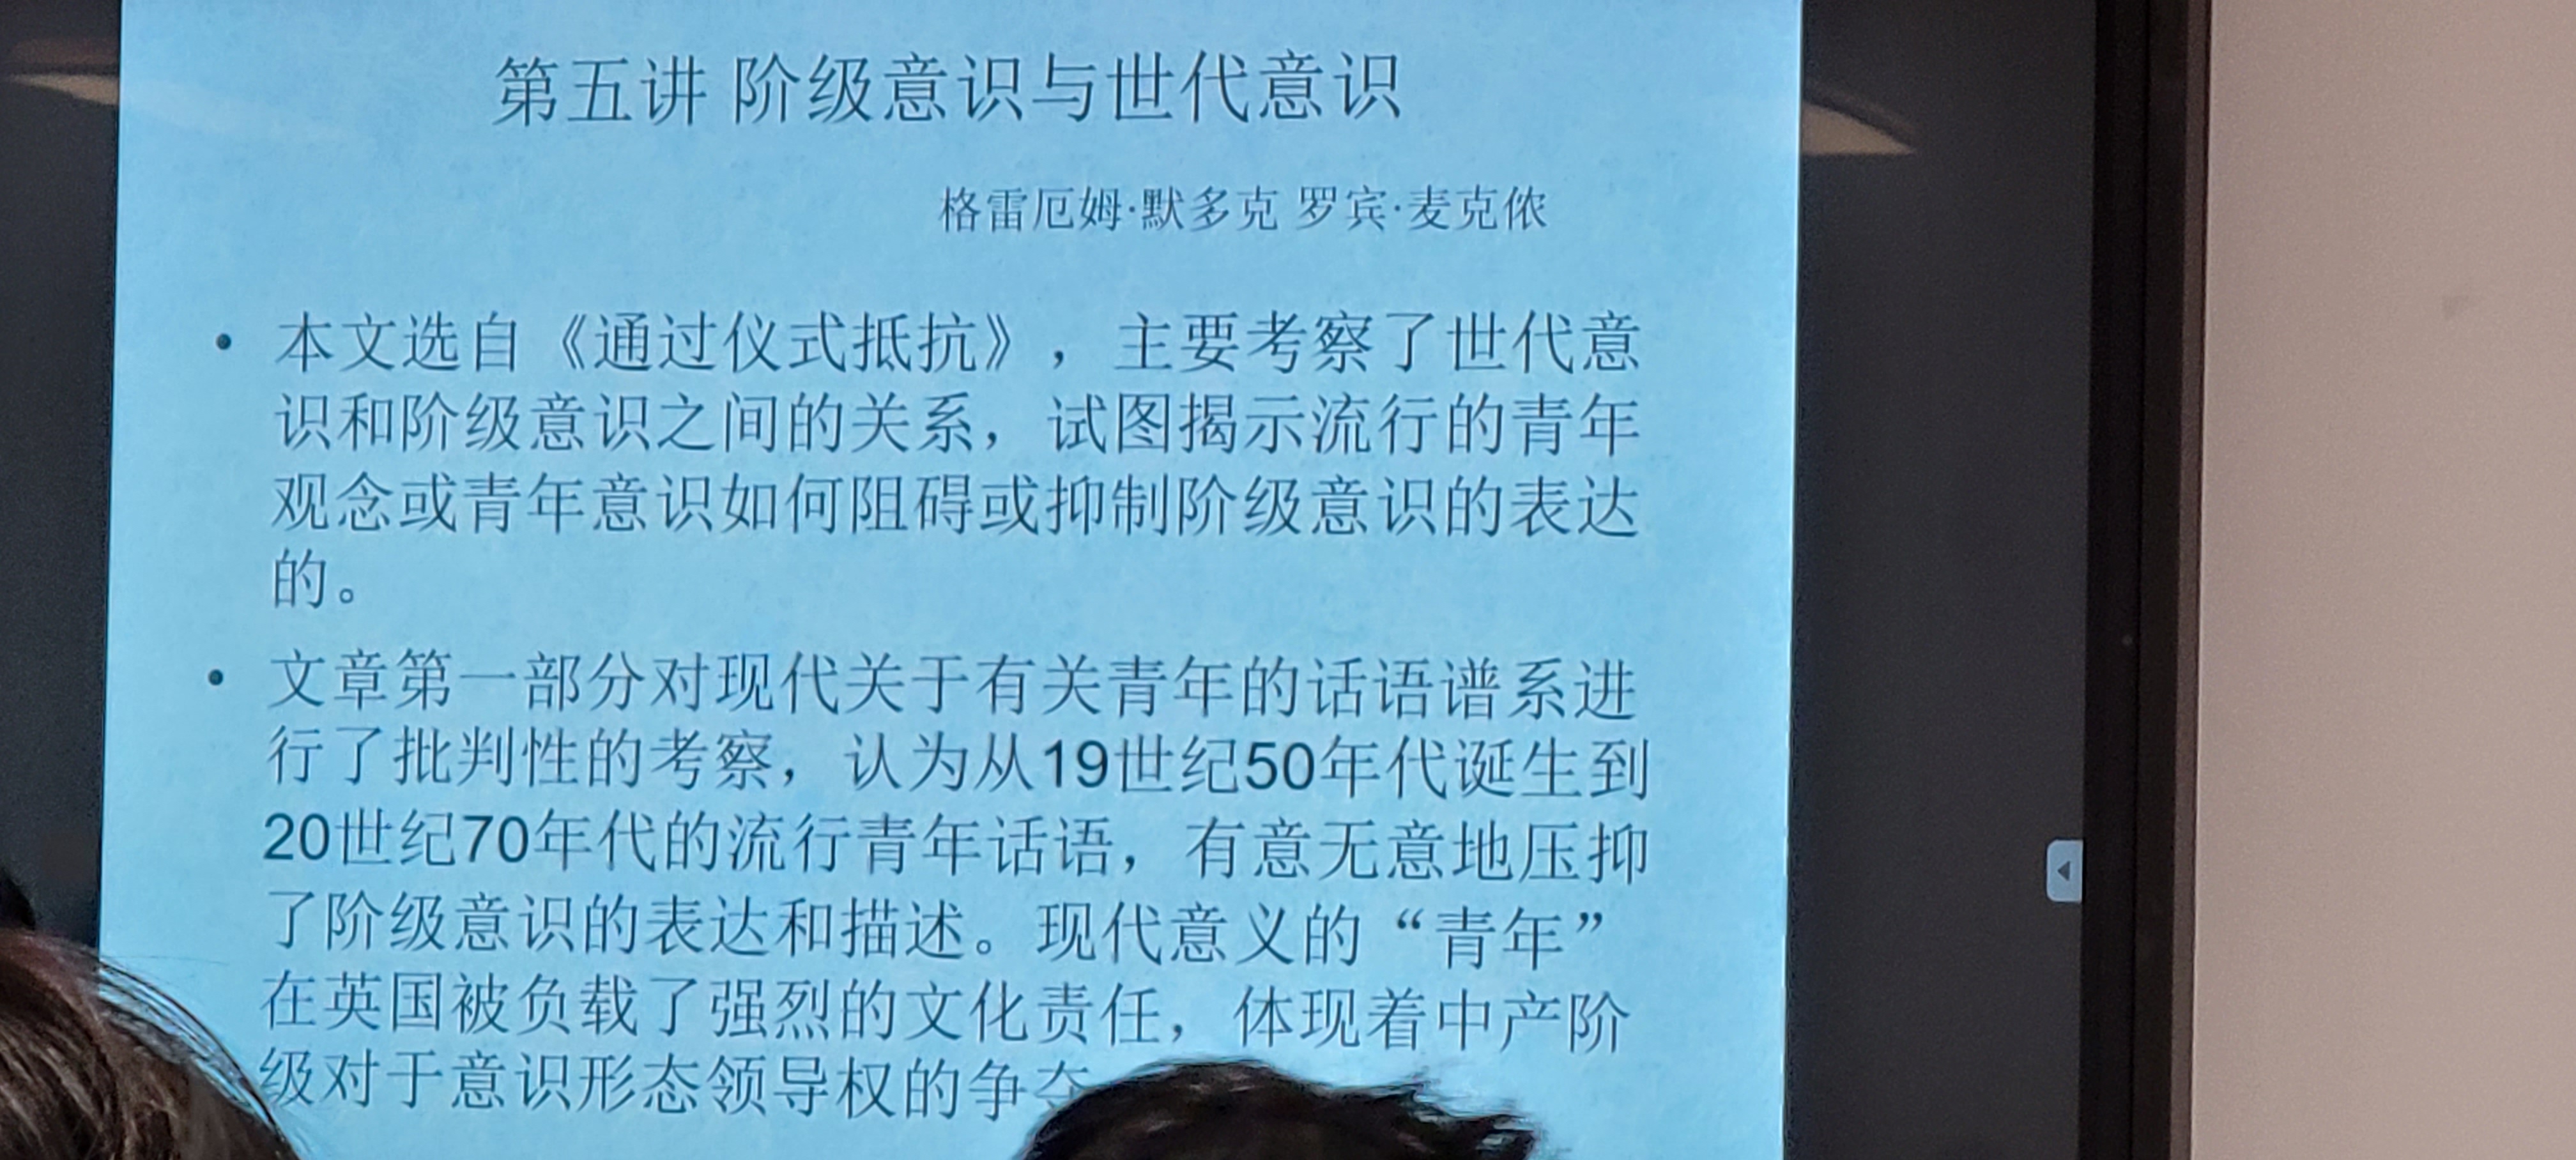 第五讲 阶级意识与世代意识
格雷厄姆·默多克 罗宾·麦克侬
• 本文选自《通过仪式抵抗》，主要考察了世代意
识和阶级意识之间的关系，试图揭示流行的青年
观念或青年意识如何阻碍或抑制阶级意识的表达
的。
• 文章第一部分对现代关于有关青年的话语谱系进
行了批判性的考察，认为从19世纪50年代诞生到
20世纪70年代的流行青年话语，有意无意地压抑
了阶级意识的表达和描述。现代意义的“青年”
在英国被负载了强烈的文化责任，体现着中产阶
级对于意识形态领导权的争夺